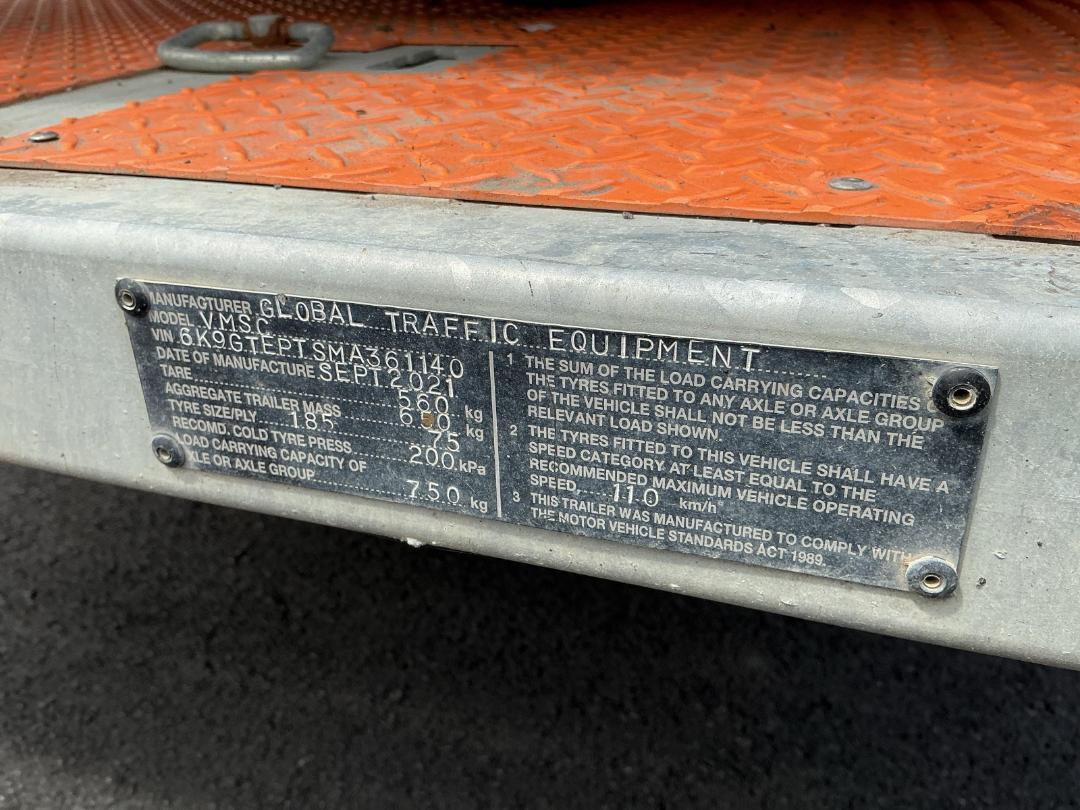 MANUFACTURER GLOBAL TRAFFIC EQUIPMENT
MODEL V.M.S.C
VIN 6K9GTEPTSMA361140
DATE OF MANUFACTURE SEPT.2021
TARE 560 kg
AGGREGATE TRAILER MASS kg
TYRE SIZE/PLY 185 75
RECOMD. COLD TYRE PRESS. 200 kPa
LOAD CARRYING CAPACITY OF
AXLE OR AXLE GROUP 750 kg
1 THE SUM OF THE LOAD CARRYING CAPACITIES
THE TYRES FITTED TO ANY AXLE OR AXLE GROUP
OF THE VEHICLE SHALL NOT BE LESS THAN THE
RELEVANT LOAD SHOWN.
2 THE TYRES FITTED TO THIS VEHICLE SHALL HAVE A
SPEED CATEGORY AT LEAST EQUAL TO THE
RECOMMENDED MAXIMUM VEHICLE OPERATING
SPEED, 110 km/h
3 THIS TRAILER WAS MANUFACTURED TO COMPLY WITH
THE MOTOR VEHICLE STANDARDS ACT 1989.